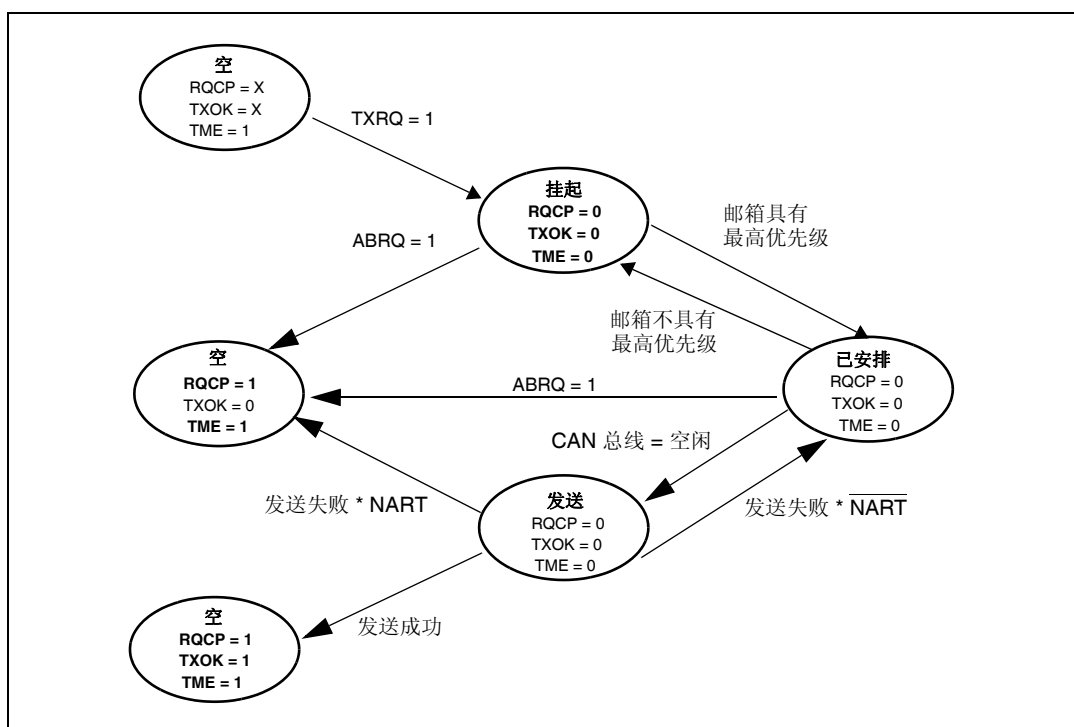 空
RQCP = X
TXOK = X
TME = 1
TXRQ = 1
挂起
RQCP = 0
TXOK = 0
TME = 0
邮箱具有
最高优先级
ABRQ = 1
邮箱不具有
最高优先级
空
RQCP = 1
TXOK = 0
TME = 1
已安排
RQCP = 0
TXOK = 0
TME = 0
ABRQ = 1
CAN 总线 = 空闲
发送失败 * NART
发送
RQCP = 0
TXOK = 0
TME = 0
发送失败 * N̅A̅R̅T̅
空
RQCP = 1
TXOK = 1
TME = 1
发送成功